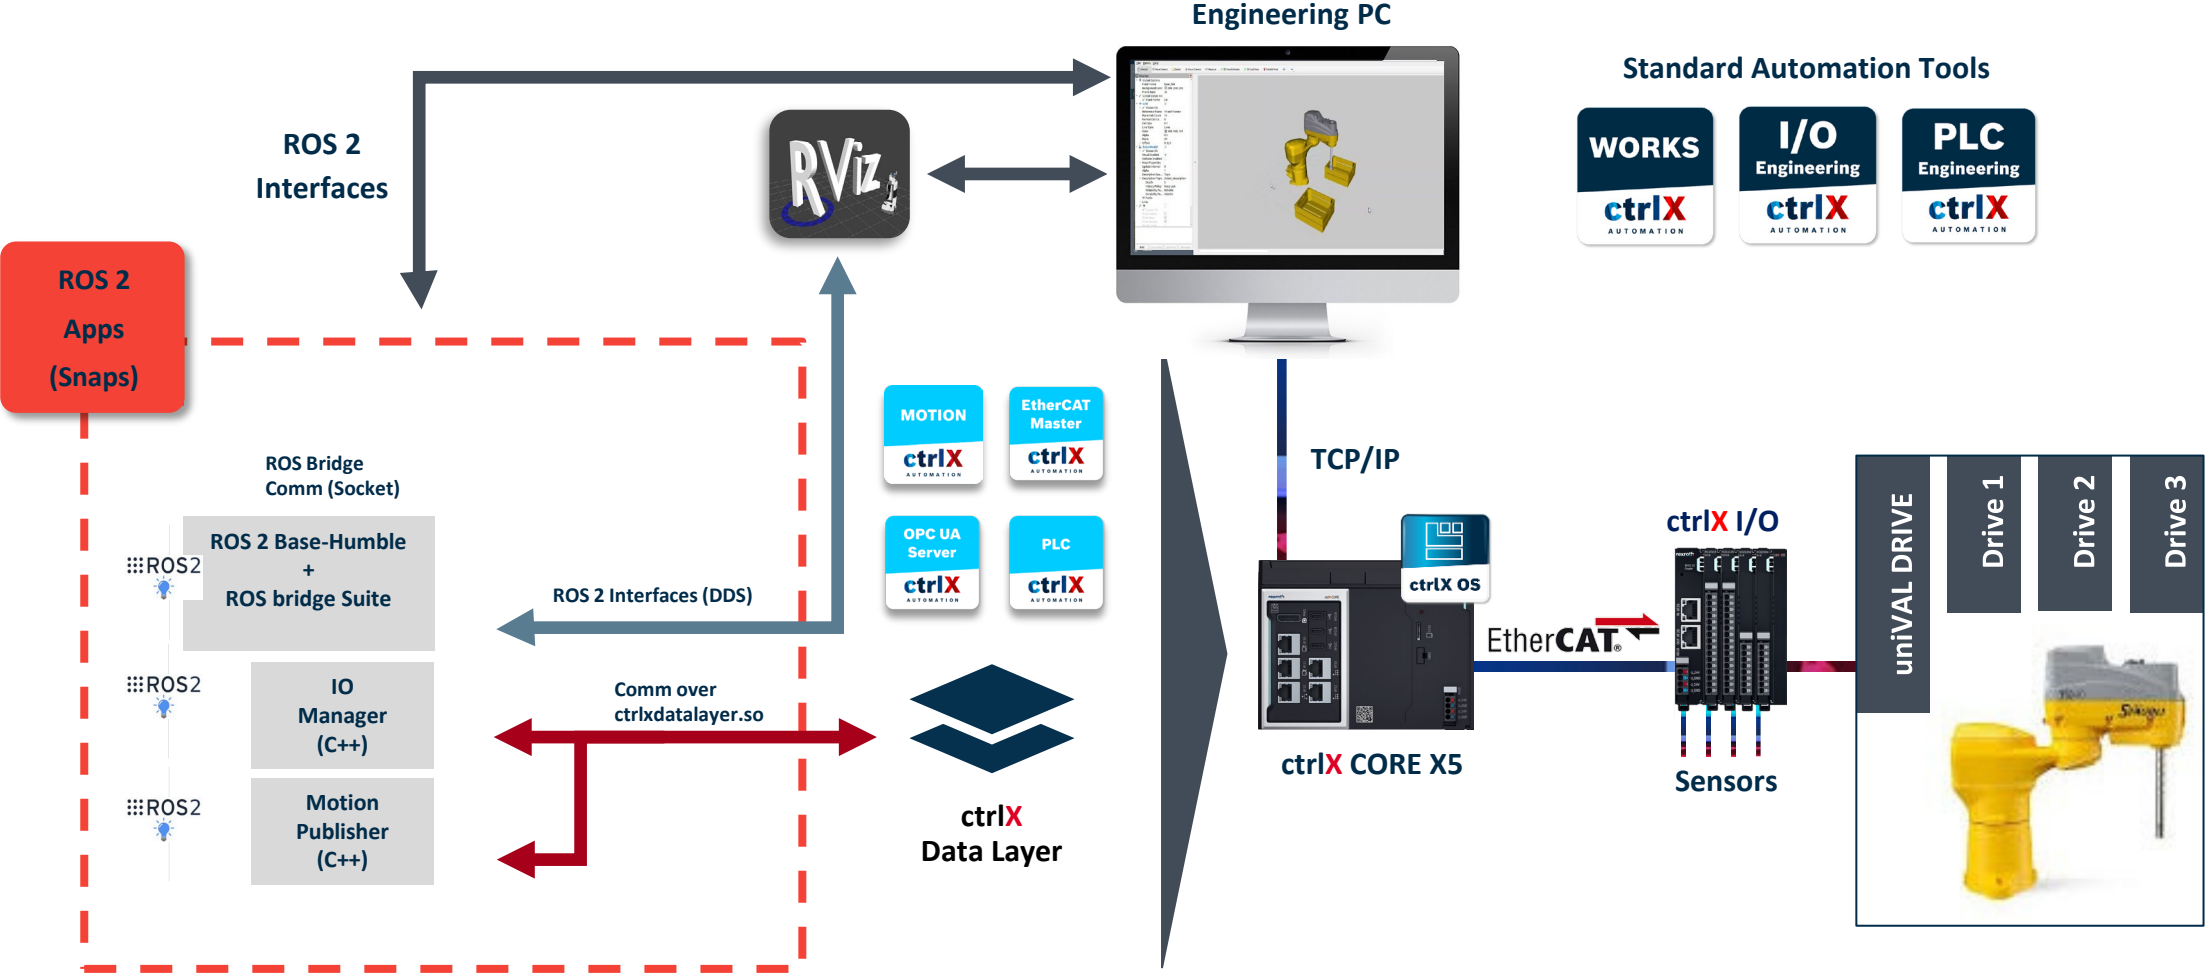 Engineering PC
Standard Automation Tools
WORKS
ctrlX
AUTOMATION
I/O
Engineering
ctrlX
AUTOMATION
PLC
Engineering
ctrlX
AUTOMATION
RViz
ROS 2
Interfaces
ROS 2
Apps
(Snaps)
MOTION
ctrlX
AUTOMATION
EtherCAT
Master
ctrlX
AUTOMATION
OPC UA
Server
ctrlX
AUTOMATION
PLC
ctrlX
AUTOMATION
ROS Bridge
Comm (Socket)
ROS2
ROS 2 Base-Humble
+
ROS bridge Suite
ROS 2 Interfaces (DDS)
ROS2
IO
Manager
(C++)
Comm over
ctrlxdatalayer.so
ROS2
Motion
Publisher
(C++)
ctrlX
Data Layer
TCP/IP
ctrlX OS
ctrlX CORE X5
EtherCAT®
ctrlX I/O
Sensors
uniVAL DRIVE
Drive 1
Drive 2
Drive 3